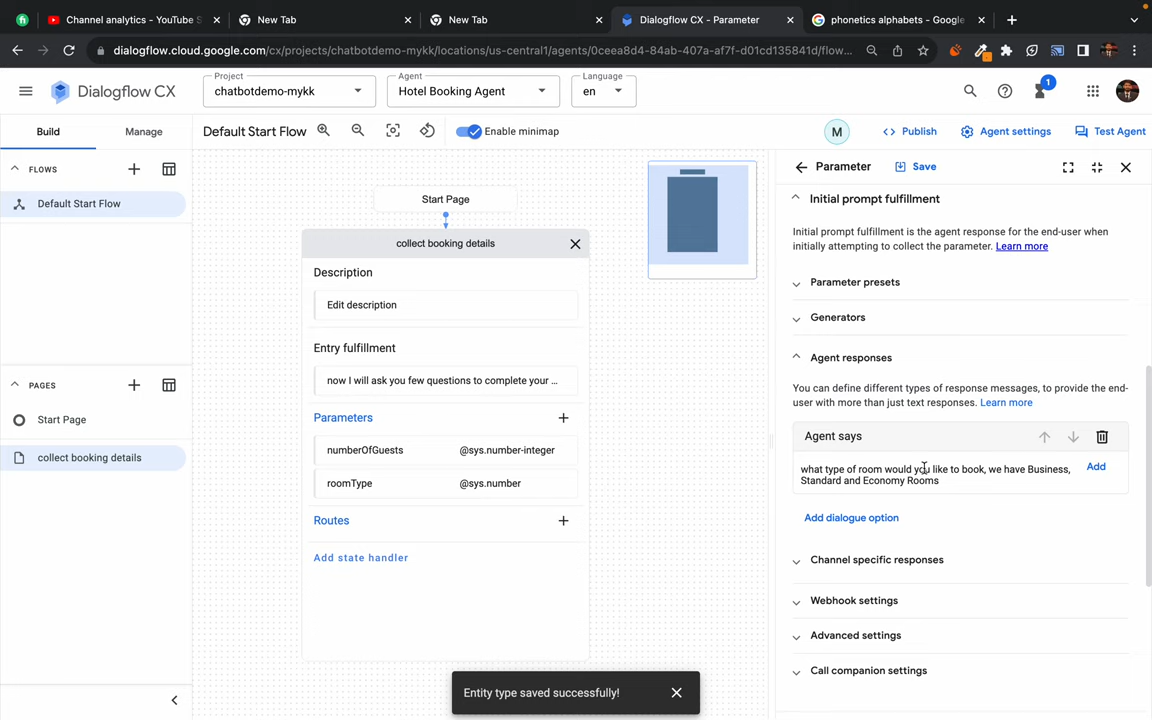 Channel analytics - YouTube S
New Tab
New Tab
Dialogflow CX - Parameter
phonetics alphabets - Google
dialogflow.cloud.google.com/cx/projects/chatbotdemo-mykk/locations/us-central1/agents/0ceea8d4-84ab-407a-af7f-d01cd135841d/flow...
Dialogflow CX
Project
chatbotdemo-mykk
Agent
Hotel Booking Agent
Language
en
1
Build
Manage
Default Start Flow
Enable minimap
M
Publish
Agent settings
Test Agent
FLOWS
Default Start Flow
PAGES
Start Page
collect booking details
Start Page
collect booking details
Description
Edit description
Entry fulfillment
now I will ask you few questions to complete your ...
Parameters
numberOfGuests
@sys.number-integer
roomType
@sys.number
Routes
Add state handler
Parameter
Save
Initial prompt fulfillment
Initial prompt fulfillment is the agent response for the end-user when
initially attempting to collect the parameter. Learn more
Parameter presets
Generators
Agent responses
You can define different types of response messages, to provide the end-
user with more than just text responses. Learn more
Agent says
what type of room would you like to book, we have Business,
Standard and Economy Rooms
Add
Add dialogue option
Channel specific responses
Webhook settings
Advanced settings
Call companion settings
Entity type saved successfully!